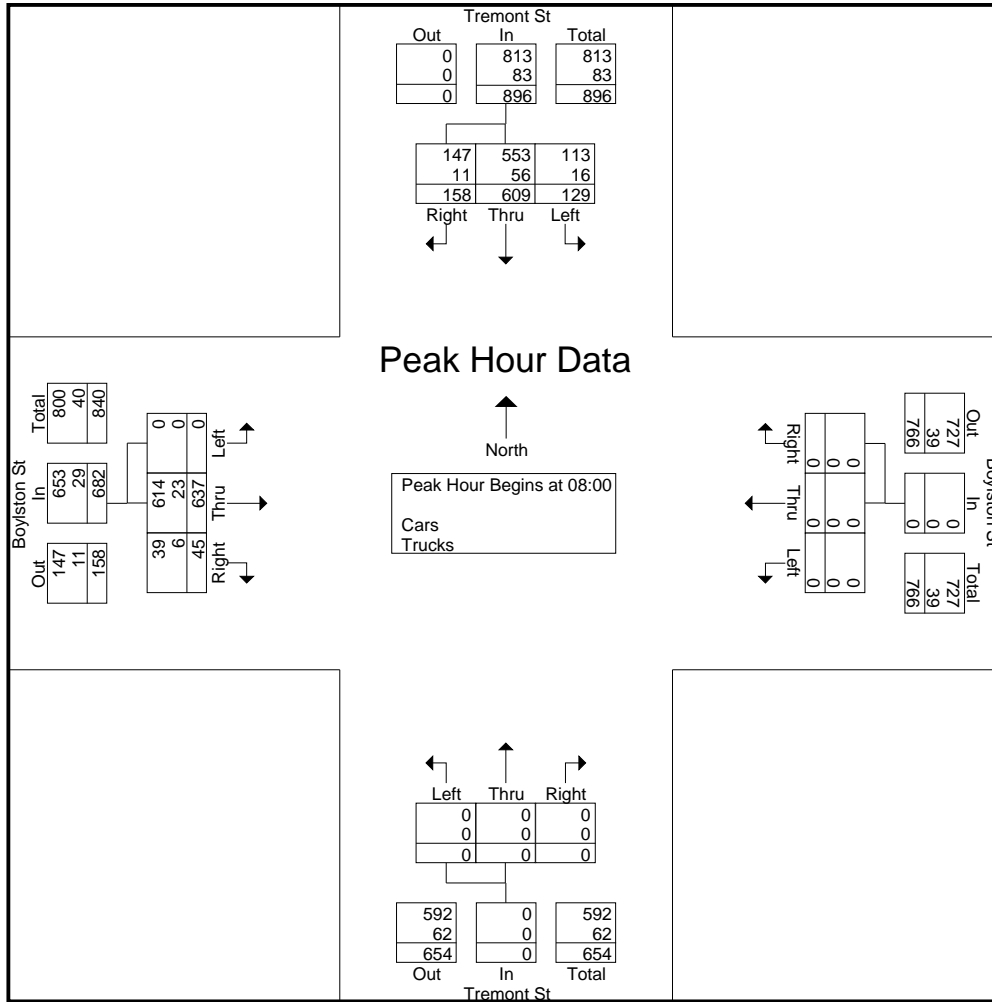 Tremont St
Out In Total
0 813 813
0 83 83
0 896 896
147 553 113
11 56 16
158 609 129
Right Thru Left
Peak Hour Data
North
Peak Hour Begins at 08:00
Cars
Trucks
Boylston St
Out In Total
147 653 800
11 29 40
158 682 840
39 614 0
6 23 0
45 637 0
Right Thru Left
Boylston St
Out In Total
727 0 727
39 0 39
766 0 766
0 0 0
0 0 0
0 0 0
Right Thru Left
Left Thru Right
0 0 0
0 0 0
0 0 0
592 0 592
62 0 62
654 0 654
Out In Total
Tremont St